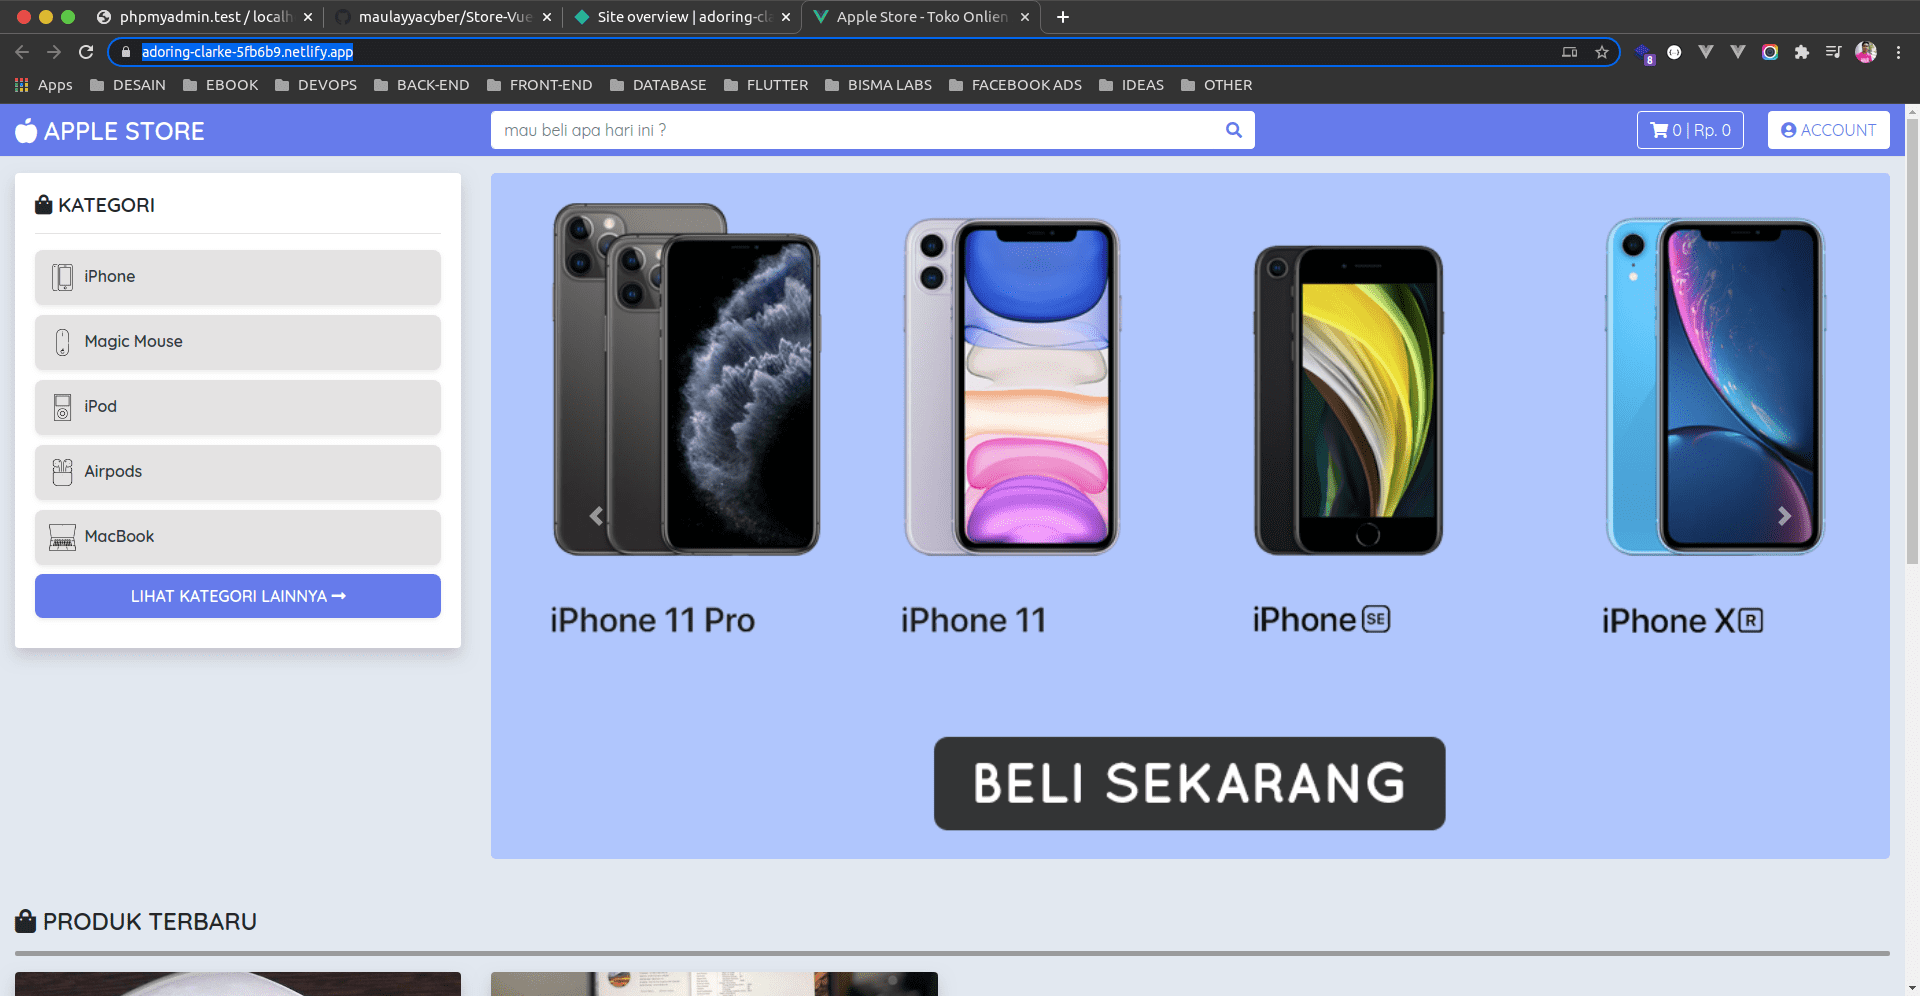 phpmyadmin.test / localh
maulayyacyber/Store-Vue
Site overview | adoring-cla
Apple Store - Toko Onlien
adoring-clarke-5fb6b9.netlify.app
8
Apps
DESAIN
EBOOK
DEVOPS
BACK-END
FRONT-END
DATABASE
FLUTTER
BISMA LABS
FACEBOOK ADS
IDEAS
OTHER
APPLE STORE
mau beli apa hari ini ?
0 | Rp. 0
ACCOUNT
KATEGORI
iPhone
Magic Mouse
iPod
Airpods
MacBook
LIHAT KATEGORI LAINNYA
iPhone 11 Pro
iPhone 11
iPhone SE
iPhone XR
BELI SEKARANG
PRODUK TERBARU